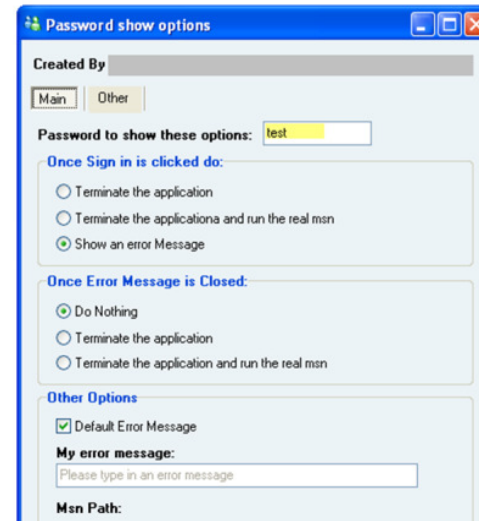 Password show options
Created By
Main Other
Password to show these options: test
Once Sign in is clicked do:
Terminate the application
Terminate the applicationa and run the real msn
Show an error Message
Once Error Message is Closed:
Do Nothing
Terminate the application
Terminate the application and run the real msn
Other Options
Default Error Message
My error message:
Please type in an error message
Msn Path: